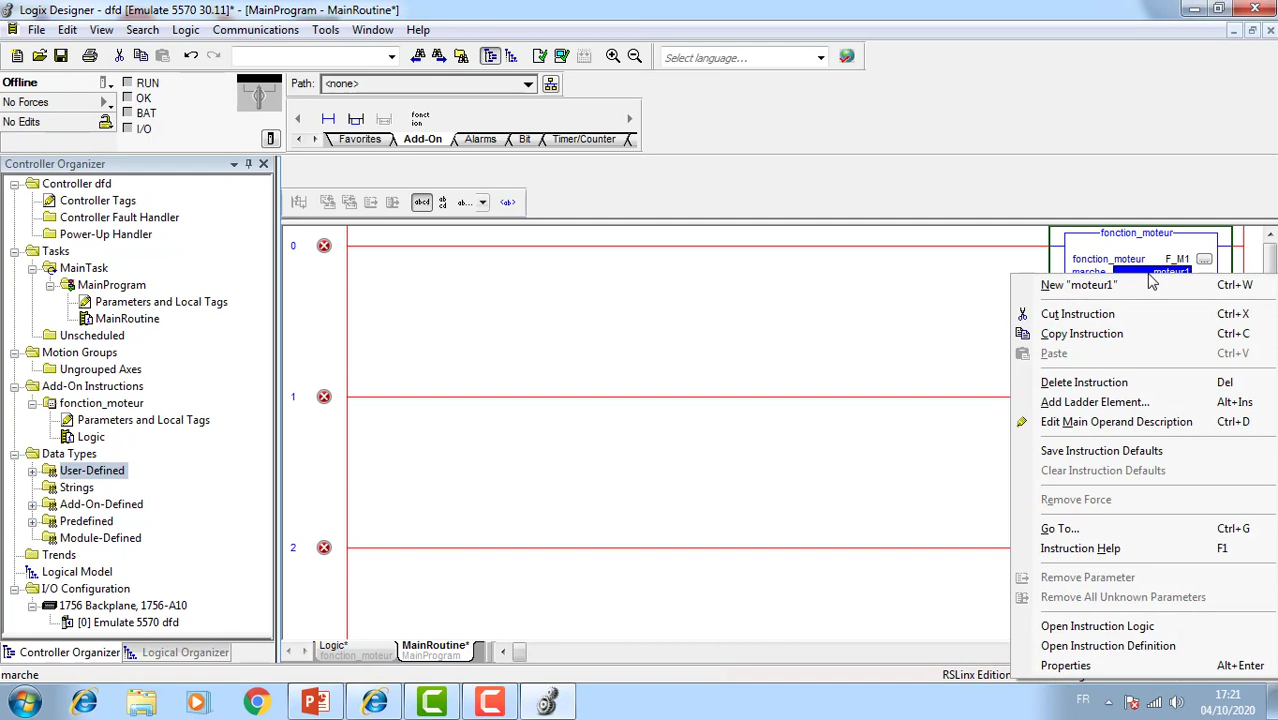 Logix Designer - dfd [Emulate 5570 30.11]* - [MainProgram - MainRoutine*]
File Edit View Search Logic Communications Tools Window Help
Select language...
Offline RUN Path: <none>
No Forces OK
No Edits BAT
I/O
fonct
ion
Favorites Add-On Alarms Bit Timer/Counter
Controller Organizer
Controller dfd
Controller Tags
Controller Fault Handler
Power-Up Handler
Tasks
MainTask
MainProgram
Parameters and Local Tags
MainRoutine
Unscheduled
Motion Groups
Ungrouped Axes
Add-On Instructions
fonction_moteur
Parameters and Local Tags
Logic
Data Types
User-Defined
Strings
Add-On-Defined
Predefined
Module-Defined
Trends
Logical Model
I/O Configuration
1756 Backplane, 1756-A10
[0] Emulate 5570 dfd
Controller Organizer Logical Organizer
abcd ab cd ab... <ab>
0
fonction_moteur
fonction_moteur F_M1 ...
marche moteur1
1
2
New "moteur1" Ctrl+W
Cut Instruction Ctrl+X
Copy Instruction Ctrl+C
Paste Ctrl+V
Delete Instruction Del
Add Ladder Element... Alt+Ins
Edit Main Operand Description Ctrl+D
Save Instruction Defaults
Clear Instruction Defaults
Remove Force
Go To... Ctrl+G
Instruction Help F1
Remove Parameter
Remove All Unknown Parameters
Open Instruction Logic
Open Instruction Definition
Properties Alt+Enter
Logic* MainRoutine*
fonction_moteur MainProgram
marche RSLinx Edition
FR 17:21
04/10/2020